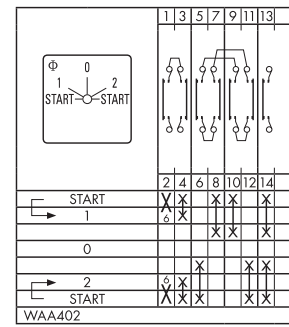 1 3 5 7 9 11 13
Φ 0
1 2
START START
2 4 6 8 10 12 14
START X X X X X
1 6 X
X X X
0
X X X
2 6 X
START X X X X X
WAA402